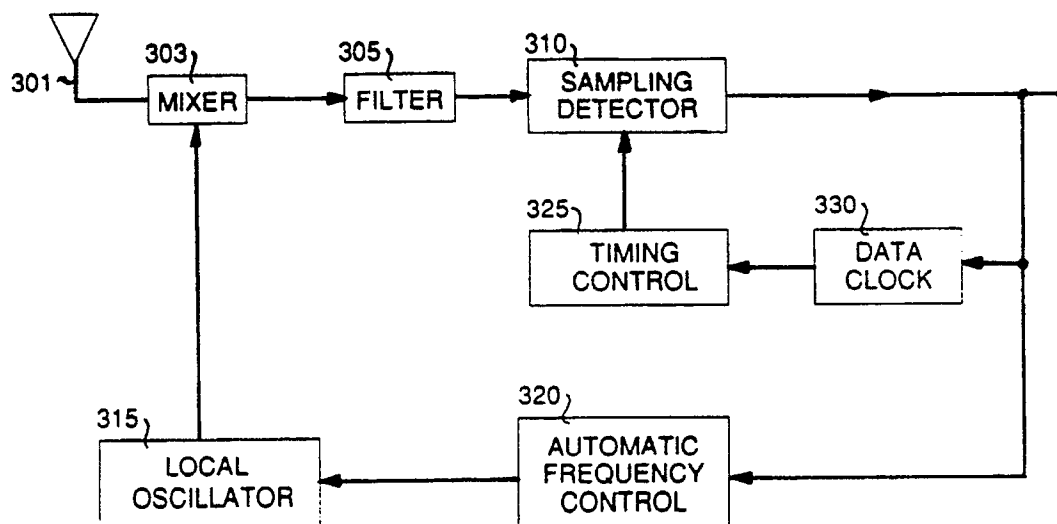 301
303
MIXER
305
FILTER
310
SAMPLING
DETECTOR
325
TIMING
CONTROL
330
DATA
CLOCK
315
LOCAL
OSCILLATOR
320
AUTOMATIC
FREQUENCY
CONTROL